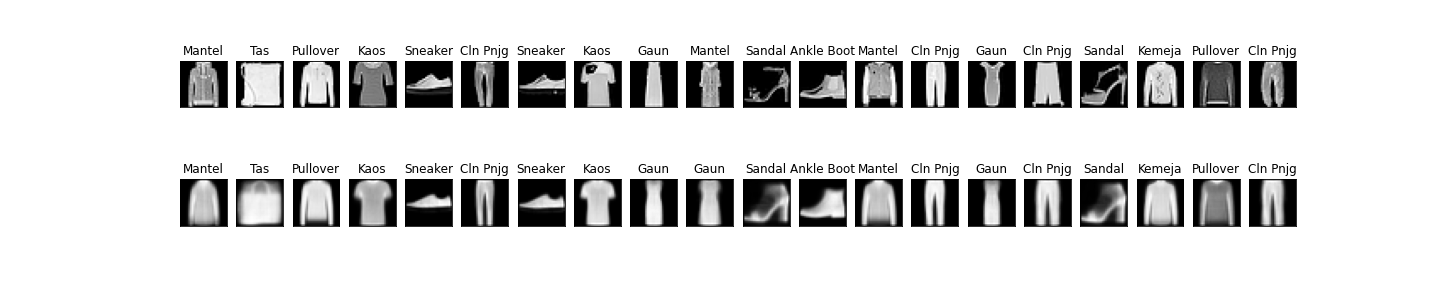 Mantel Tas Pullover Kaos Sneaker Cln Pnjg Sneaker Kaos Gaun Mantel Sandal Ankle Boot Mantel Cln Pnjg Gaun Cln Pnjg Sandal Kemeja Pullover Cln Pnjg
Mantel Tas Pullover Kaos Sneaker Cln Pnjg Sneaker Kaos Gaun Gaun Sandal Ankle Boot Mantel Cln Pnjg Gaun Cln Pnjg Sandal Kemeja Pullover Cln Pnjg